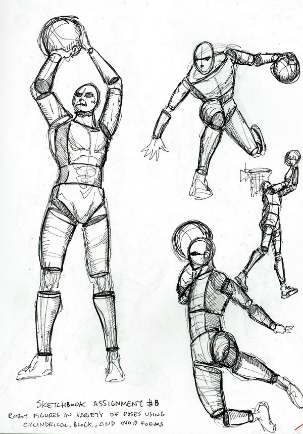 SKETCHBOOK ASSIGNMENT #8
ROBOT FIGURES IN VARIETY OF POSES USING
CYLINDRICAL, BLOCK, AND OVOID FORMS